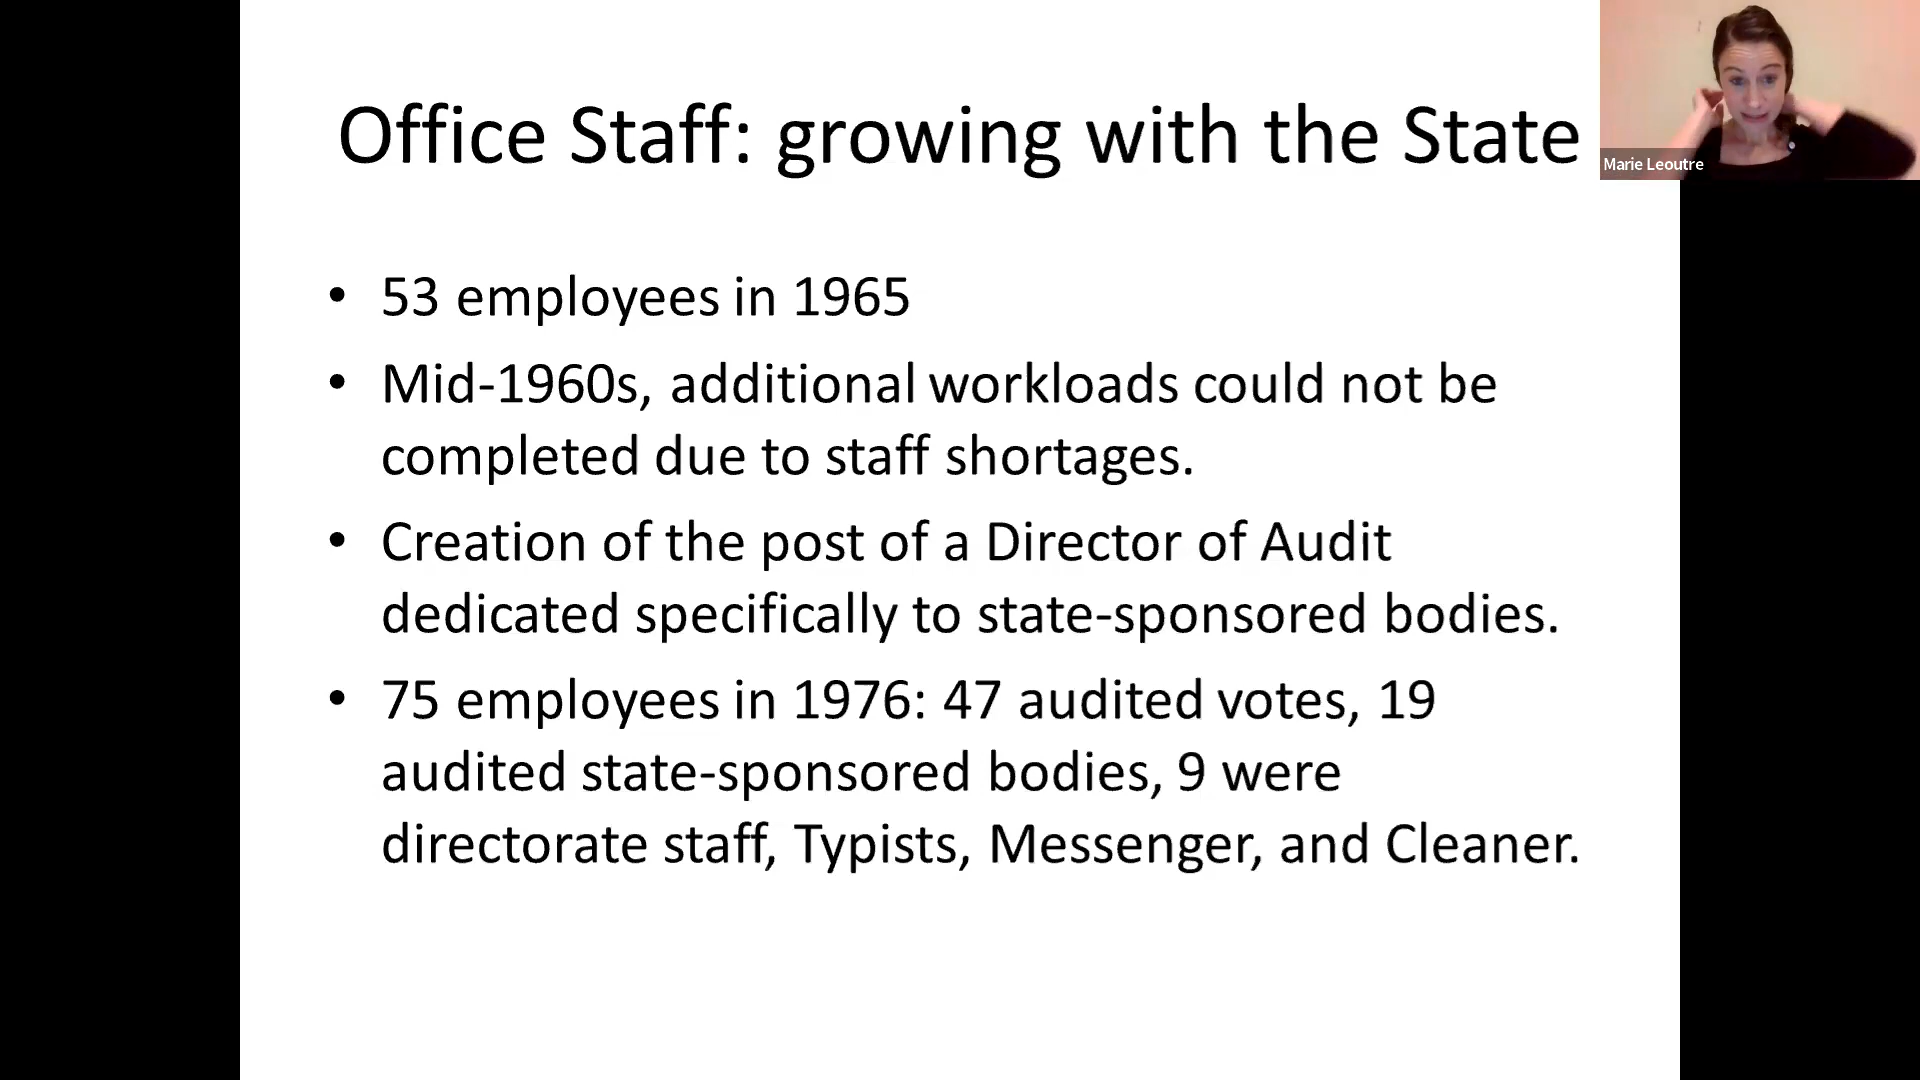 Office Staff: growing with the State
Marie Leoutre
• 53 employees in 1965
• Mid-1960s, additional workloads could not be
completed due to staff shortages.
• Creation of the post of a Director of Audit
dedicated specifically to state-sponsored bodies.
• 75 employees in 1976: 47 audited votes, 19
audited state-sponsored bodies, 9 were
directorate staff, Typists, Messenger, and Cleaner.